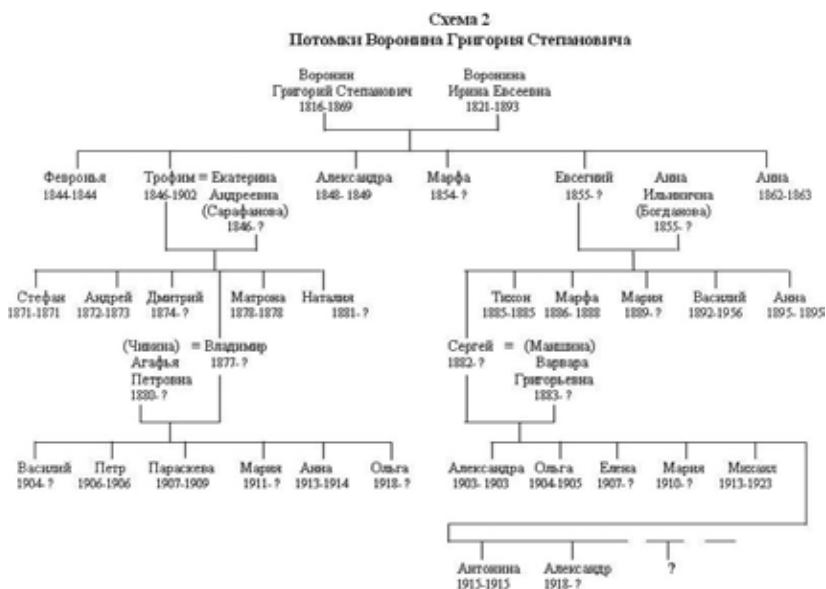 Схема 2
Потомки Воронина Григория Степановича
Воронин Воронина
Григорий Степанович Ирина Евсеевна
1816-1869 1821-1893
Февронья Трофим = Екатерина Александра Марфа Евсегний Анна Анна
1844-1844 1846-1902 Андреевна 1848- 1849 1854- ? 1855- ? Ильинична 1862-1863
(Сарафанова) (Богданова)
1846- ? 1855- ?
Стефан Андрей Дмитрий Матрона Наталия Тихон Марфа Мария Василий Анна
1871-1871 1872-1873 1874- ? 1878-1878 1881- ? 1885-1885 1886- 1888 1889- ? 1892-1956 1895- 1895
(Чивина) = Владимир Сергей = (Маншина)
Агафья 1877- ? 1882- ? Варвара
Петровна Григорьевна
1880- ? 1883- ?
Василий Петр Параскева Мария Анна Ольга Александра Ольга Елена Мария Михаил
1904- ? 1906-1906 1907-1909 1911- ? 1913-1914 1918- ? 1903- 1903 1904-1905 1907- ? 1910- ? 1913-1923
Антонина Александр ?
1915-1915 1918- ?